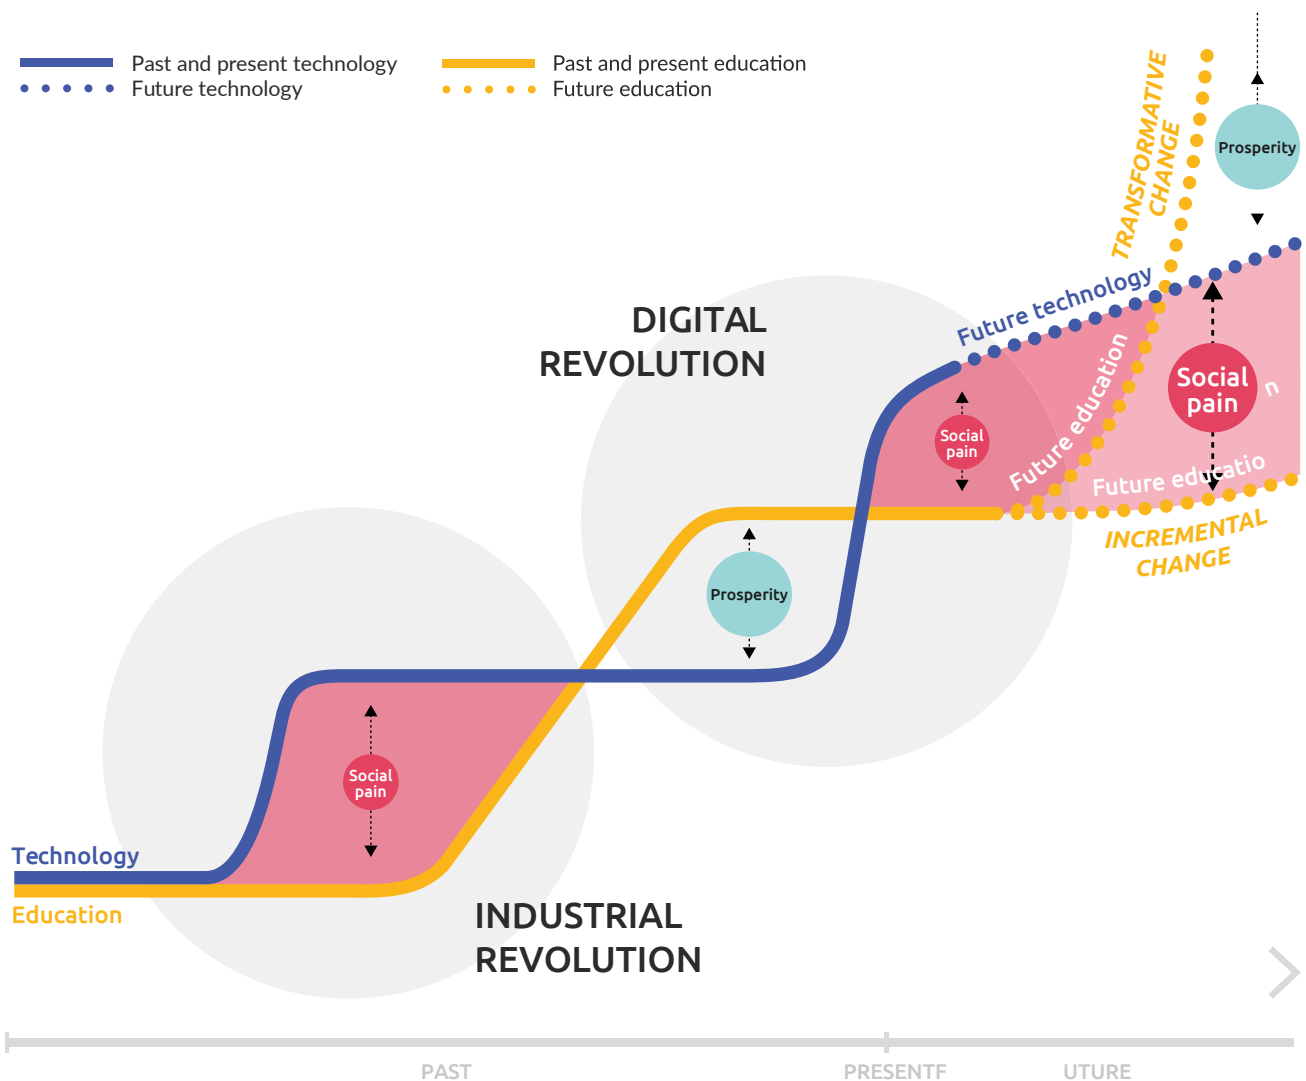 Past and present technology
Future technology
Past and present education
Future education
TRANSFORMATIVE
CHANGE
Prosperity
Future technology
DIGITAL
REVOLUTION
Social
pain
Future education
Social
pain
n
Future educatio
INCREMENTAL
CHANGE
Prosperity
Social
pain
Technology
Education
INDUSTRIAL
REVOLUTION
PAST
PRESENTF
UTURE